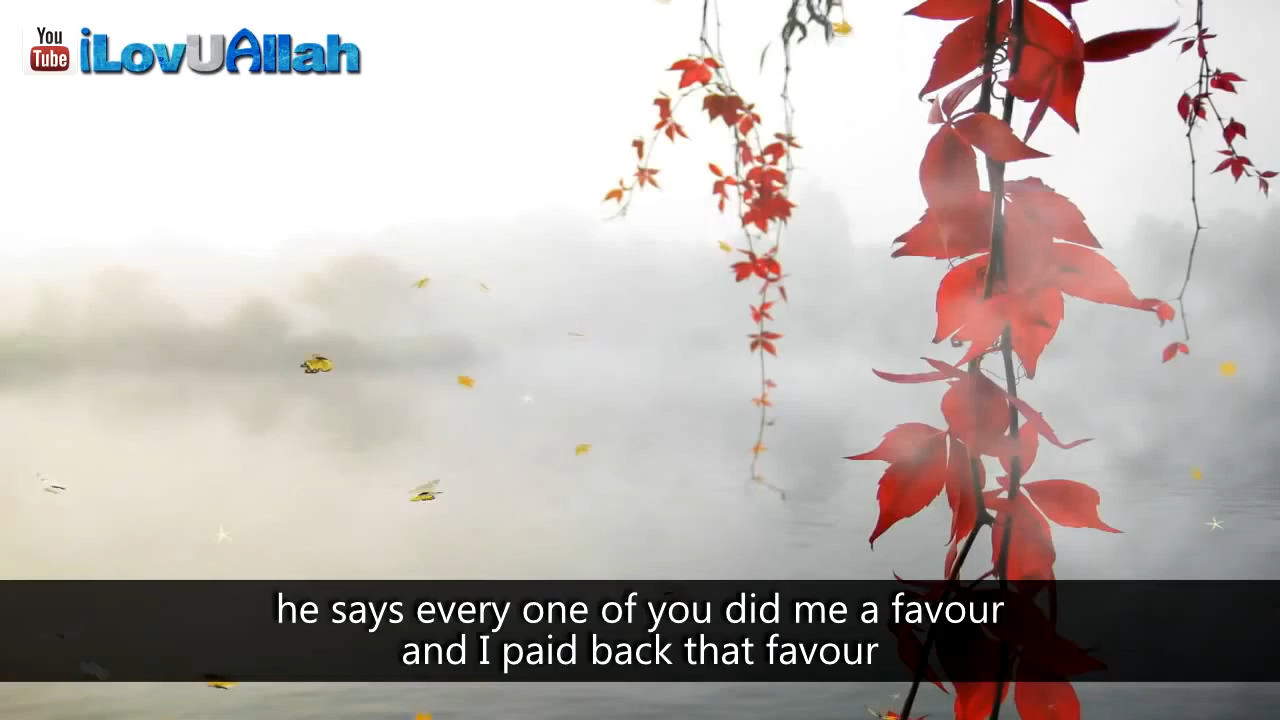 You
Tube
iLovUAllah
he says every one of you did me a favour
and I paid back that favour